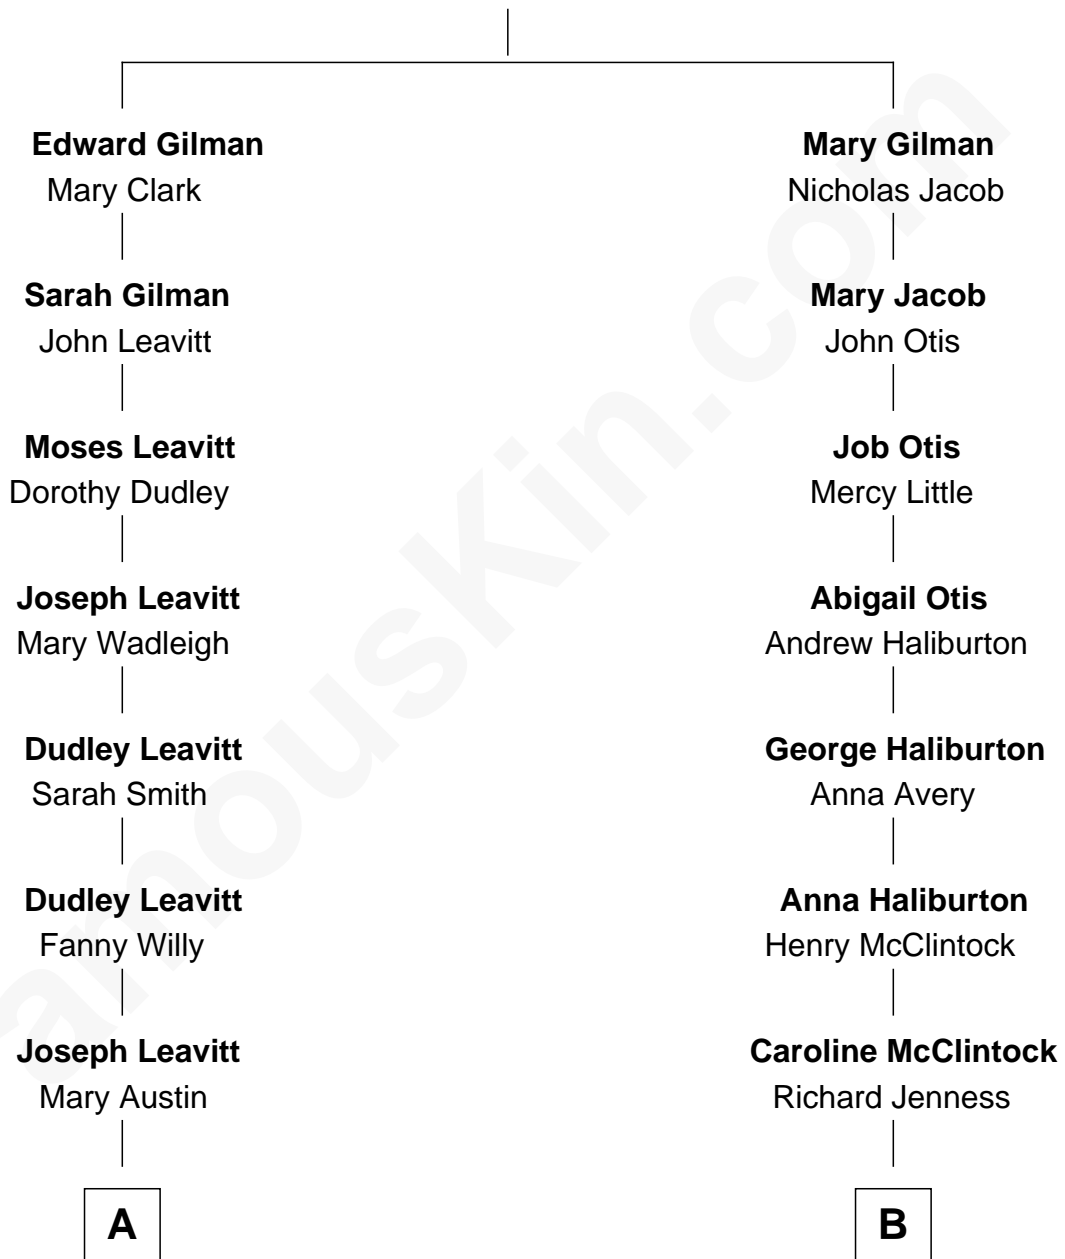 Edward Gilman
Mary Clark
Sarah Gilman
John Leavitt
Moses Leavitt
Dorothy Dudley
Joseph Leavitt
Mary Wadleigh
Dudley Leavitt
Sarah Smith
Dudley Leavitt
Fanny Willy
Joseph Leavitt
Mary Austin
A
Mary Gilman
Nicholas Jacob
Mary Jacob
John Otis
Job Otis
Mercy Little
Abigail Otis
Andrew Haliburton
George Haliburton
Anna Avery
Anna Haliburton
Henry McClintock
Caroline McClintock
Richard Jenness
B
amouskin.com